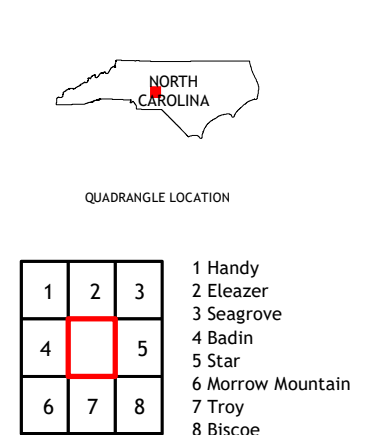 NORTH
CAROLINA
QUADRANGLE LOCATION
1 2 3
4 5
6 7 8
1 Handy
2 Eleazer
3 Seagrove
4 Badin
5 Star
6 Morrow Mountain
7 Troy
8 Biscoe